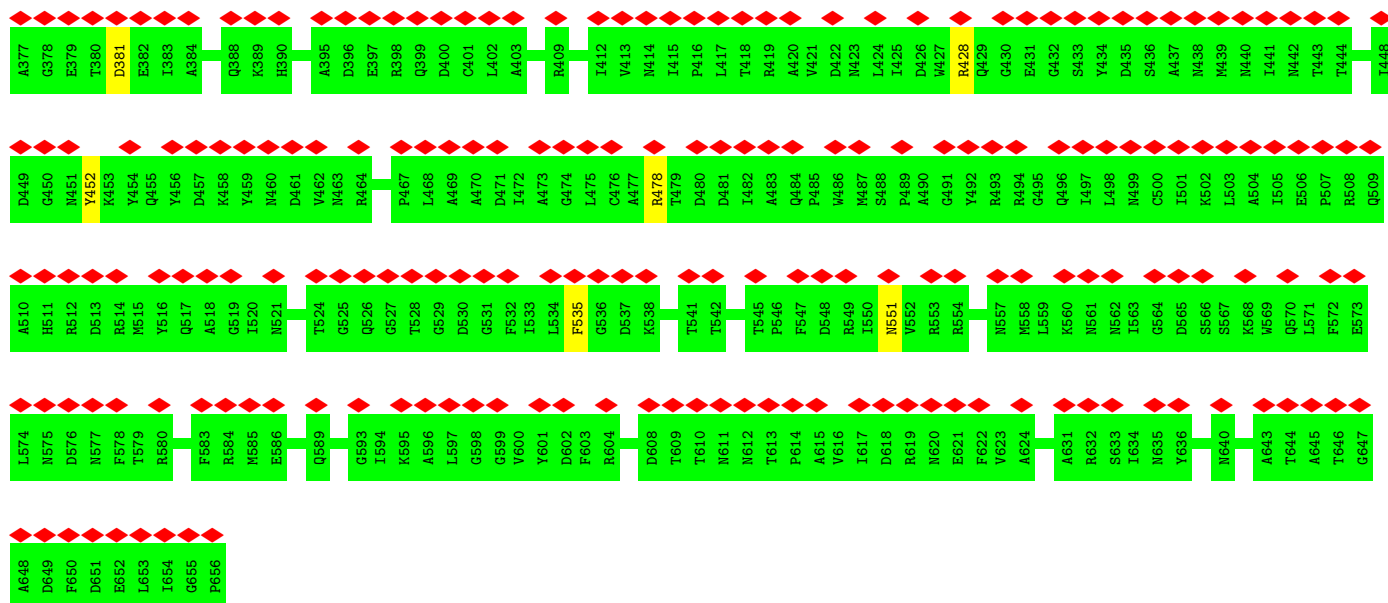 A377 G378 E379 T380 D381 E382 I383 A384 Q388 K389 H390 A395 D396 E397 R398 Q399 D400 C401 L402 A403 R409 I412 V413 N414 I415 P416 L417 T418 R419 A420 V421 D422 N423 L424 I425 D426 W427 R428 Q429 G430 E431 G432 S433 Y434 D435 S436 A437 N438 M439 N440 I441 N442 T443 T444 I448
D449 G450 N451 Y452 K453 Y454 Q455 Y456 D457 K458 Y459 N460 D461 V462 N463 R464 P467 L468 A469 A470 D471 I472 A473 G474 L475 C476 A477 R478 T479 D480 D481 I482 A483 Q484 P485 W486 M487 S488 P489 A490 G491 Y492 R493 R494 G495 Q496 I497 L498 N499 C500 I501 K502 L503 A504 I505 E506 P507 R508 Q509
A510 H511 R512 D513 R514 M515 Y516 Q517 A518 G519 I520 N521 T524 G525 Q526 G527 T528 G529 D530 G531 F532 I533 L534 F535 G536 D537 K538 T541 T542 T545 P546 F547 D548 R549 I550 N551 V552 R553 R554 N557 M558 L559 K560 N561 N562 I563 G564 D565 S566 S567 K568 W569 Q570 L571 F572 E573
L574 N575 D576 N577 F578 T579 R580 F583 R584 M585 E586 Q589 G593 I594 K595 A596 L597 G598 G599 V600 Y601 D602 F603 R604 D608 T609 T610 N611 N612 T613 P614 A615 V616 I617 D618 R619 N620 E621 F622 V623 A624 A631 R632 S633 I634 N635 Y636 N640 A643 T644 A645 T646 G647
A648 D649 F650 D651 E652 L653 I654 G655 P656